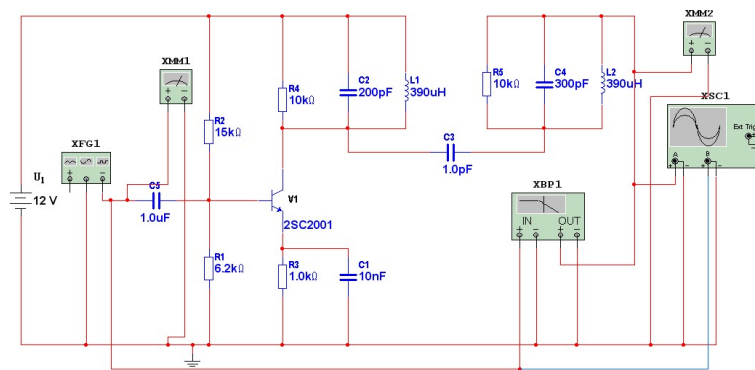 XMM2
XMM1
R4
10kΩ
C2
200pF
L1
390uH
R5
10kΩ
C4
300pF
L2
390uH
XSC1
Ext Trig
A
B
R2
15kΩ
XFG1
C3
1.0pF
U1
12 V
C5
1.0uF
V1
2SC2001
XBP1
IN
OUT
R1
6.2kΩ
R3
1.0kΩ
C1
10nF